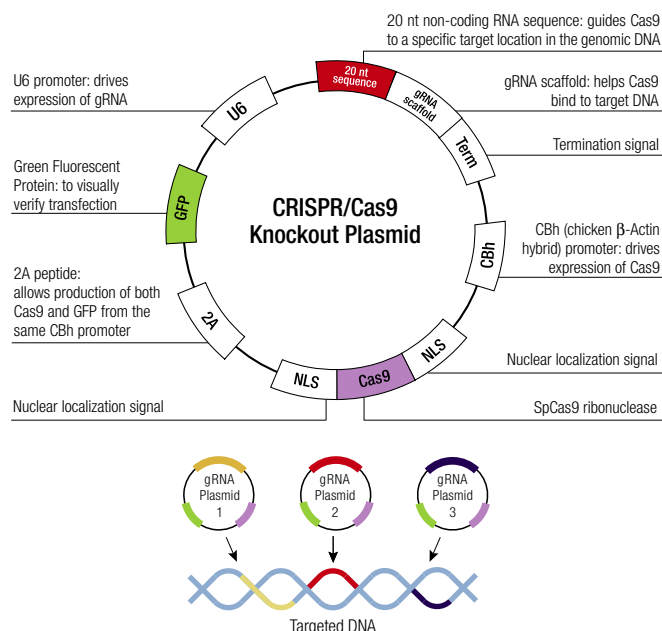 20 nt non-coding RNA sequence: guides Cas9
to a specific target location in the genomic DNA
20 nt
sequence
gRNA
scaffold
Term
U6
U6 promoter: drives
expression of gRNA
gRNA scaffold: helps Cas9
bind to target DNA
Termination signal
Green Fluorescent
Protein: to visually
verify transfection
GFP
CRISPR/Cas9
Knockout Plasmid
CBh
CBh (chicken β-Actin
hybrid) promoter: drives
expression of Cas9
2A peptide:
allows production of both
Cas9 and GFP from the
same CBh promoter
2A
NLS
Cas9
NLS
Nuclear localization signal
Nuclear localization signal
SpCas9 ribonuclease
gRNA
Plasmid
1
gRNA
Plasmid
2
gRNA
Plasmid
3
Targeted DNA